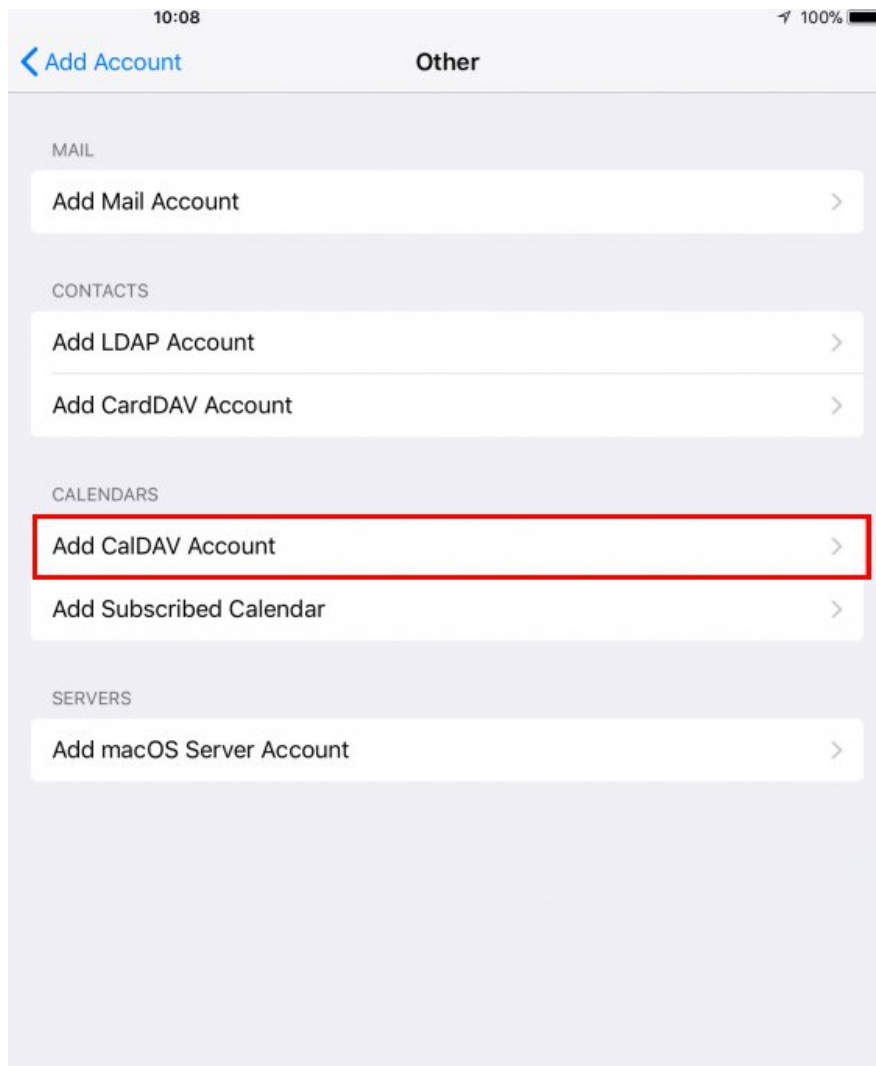 10:08
100%
Add Account
Other
MAIL
Add Mail Account
CONTACTS
Add LDAP Account
Add CardDAV Account
CALENDARS
Add CalDAV Account
Add Subscribed Calendar
SERVERS
Add macOS Server Account